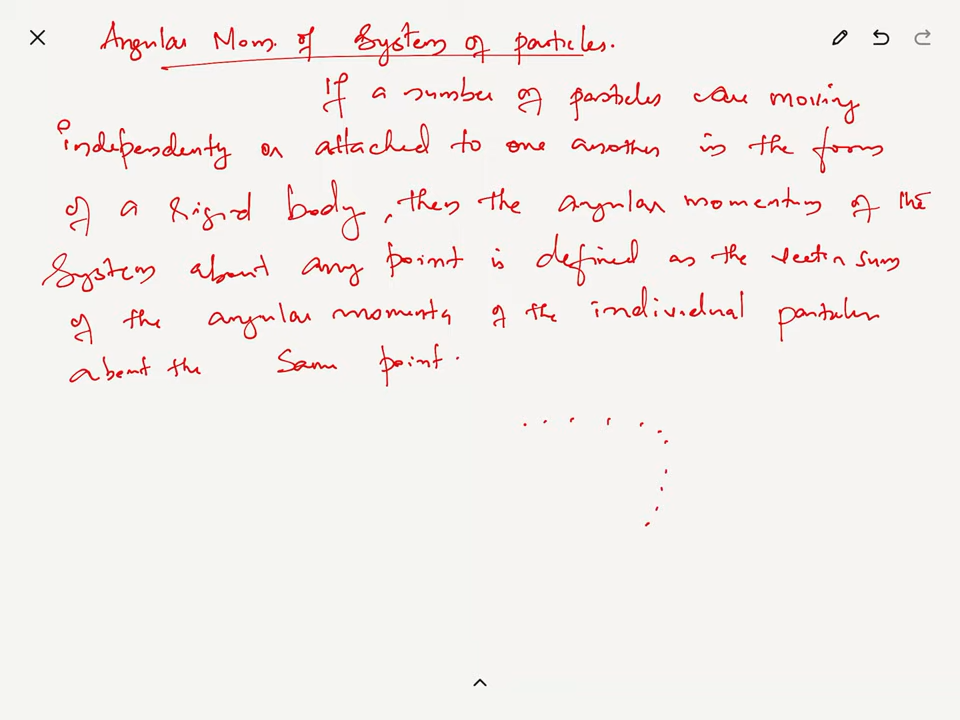 Angular Mom. of System of particles.
If a number of particles are moving
independenty or attached to one another in the form
of a rigid body, then the angular momentum of the
System about any point is defined as the vector sum
of the angular momenta of the individual particles
about the same point.